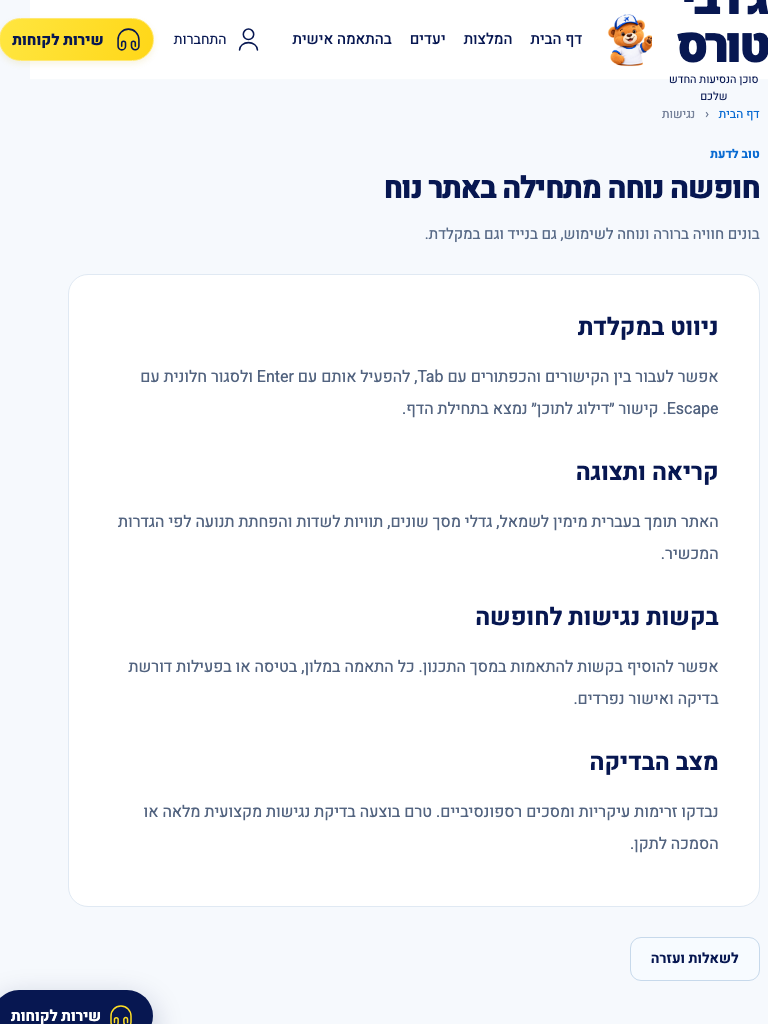 טורס
סוכן הנסיעות החדש
שלכם
דף הבית
המלצות
יעדים
בהתאמה אישית
התחברות
שירות לקוחות
דף הבית › נגישות
טוב לדעת
חופשה נוחה מתחילה באתר נוח
בונים חוויה ברורה ונוחה לשימוש, גם בנייד וגם במקלדת.
ניווט במקלדת
אפשר לעבור בין הקישורים והכפתורים עם Tab, להפעיל אותם עם Enter ולסגור חלונית עם
Escape. קישור ״דילוג לתוכן״ נמצא בתחילת הדף.
קריאה ותצוגה
האתר תומך בעברית מימין לשמאל, גדלי מסך שונים, תוויות לשדות והפחתת תנועה לפי הגדרות
המכשיר.
בקשות נגישות לחופשה
אפשר להוסיף בקשות להתאמות במסך התכנון. כל התאמה במלון, בטיסה או בפעילות דורשת
בדיקה ואישור נפרדים.
מצב הבדיקה
נבדקו זרימות עיקריות ומסכים רספונסיביים. טרם בוצעה בדיקת נגישות מקצועית מלאה או
הסמכה לתקן.
לשאלות ועזרה
שירות לקוחות